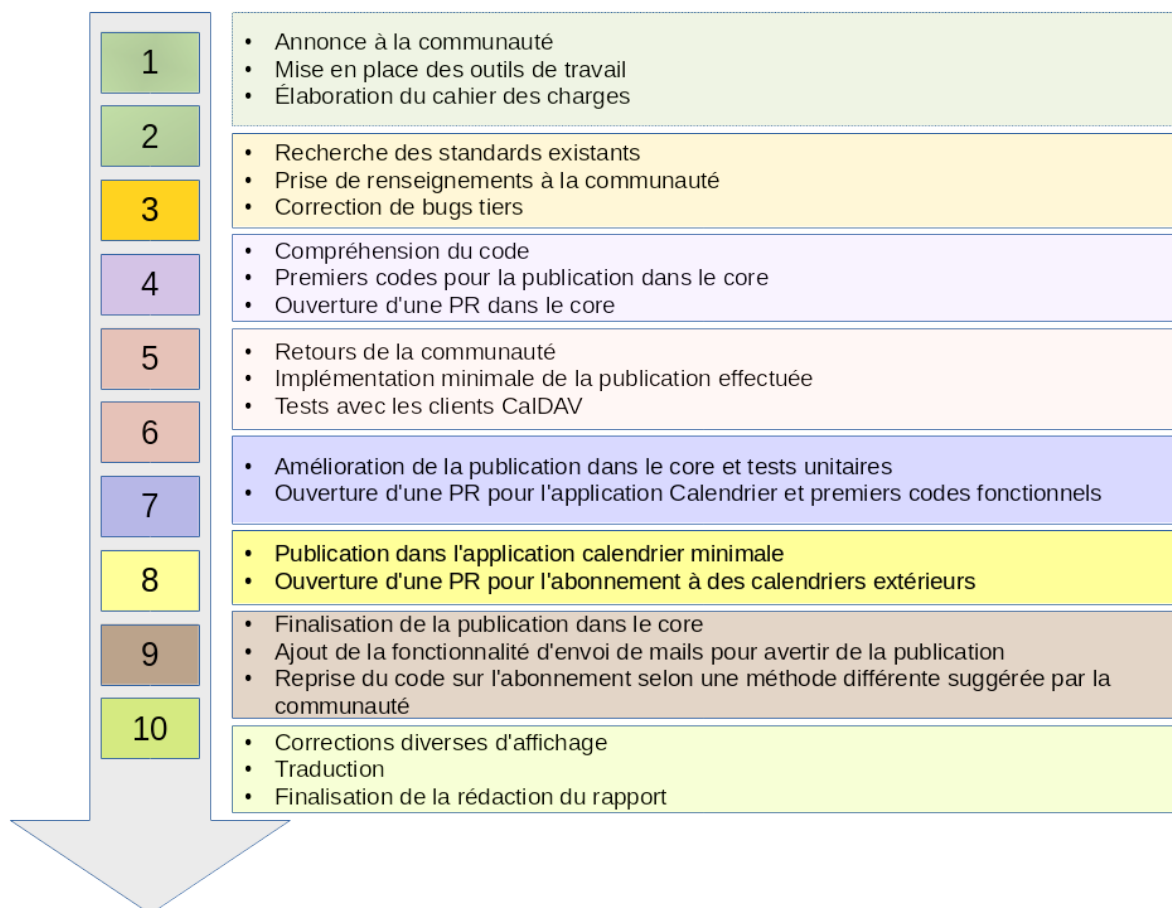 1
• Annonce à la communauté
• Mise en place des outils de travail
• Élaboration du cahier des charges
2
• Recherche des standards existants
• Prise de renseignements à la communauté
• Correction de bugs tiers
3
• Compréhension du code
• Premiers codes pour la publication dans le core
• Ouverture d'une PR dans le core
4
• Retours de la communauté
• Implémentation minimale de la publication effectuée
• Tests avec les clients CalDAV
5
6
• Amélioration de la publication dans le core et tests unitaires
• Ouverture d'une PR pour l'application Calendrier et premiers codes fonctionnels
7
• Publication dans l'application calendrier minimale
• Ouverture d'une PR pour l'abonnement à des calendriers extérieurs
8
• Finalisation de la publication dans le core
• Ajout de la fonctionnalité d'envoi de mails pour avertir de la publication
• Reprise du code sur l'abonnement selon une méthode différente suggérée par la
communauté
9
10
• Corrections diverses d'affichage
• Traduction
• Finalisation de la rédaction du rapport